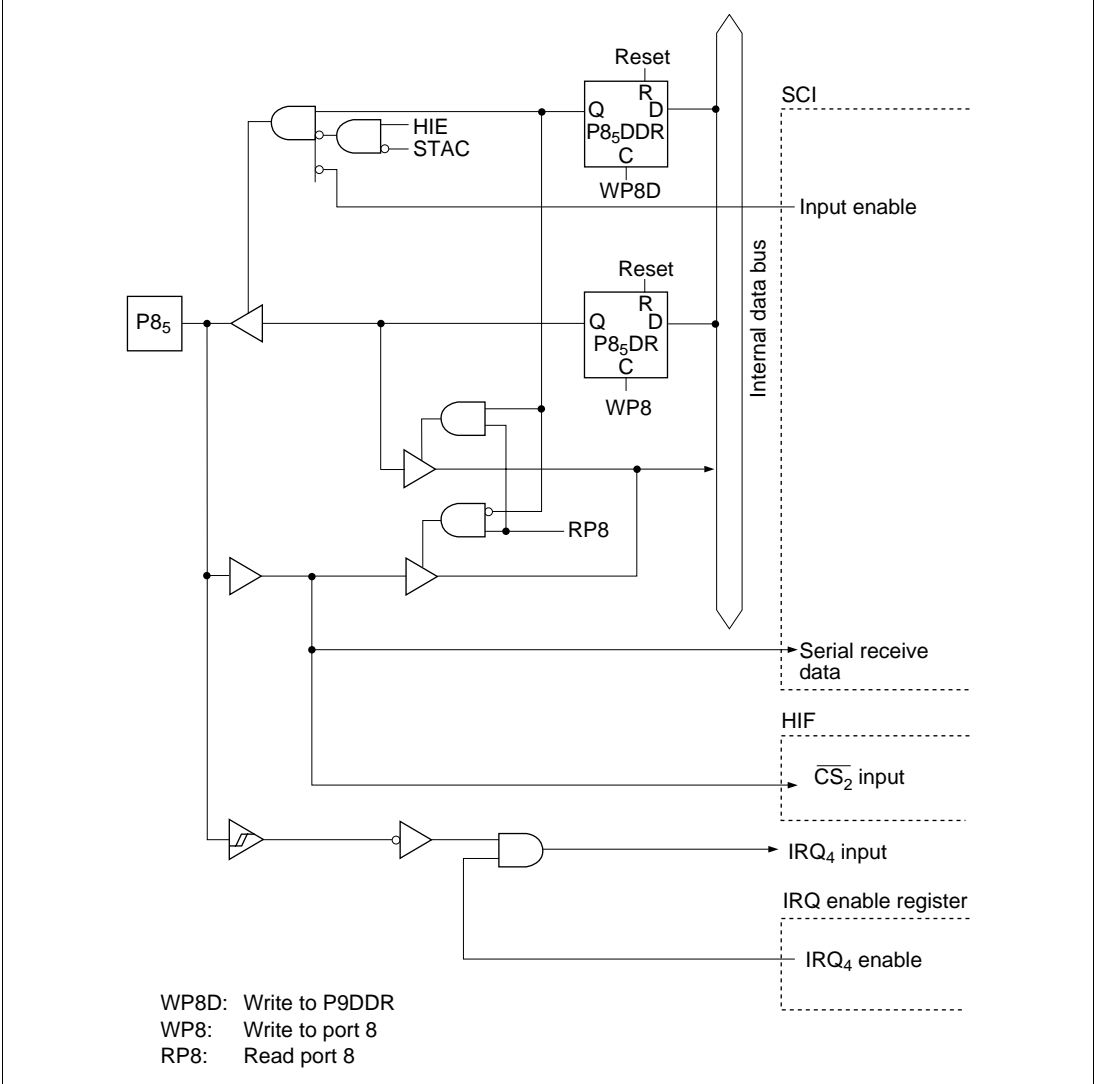 Reset
SCI
R
Q D
HIE
P8₅DDR
STAC
C
WP8D
Input enable
Reset
R
P8₅
Q D
P8₅DR
C
Internal data bus
WP8
RP8
Serial receive
data
HIF
C̅S̅₂̅ input
IRQ₄ input
IRQ enable register
IRQ₄ enable
WP8D: Write to P9DDR
WP8: Write to port 8
RP8: Read port 8